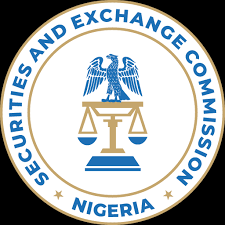 SECURITIES AND EXCHANGE COMMISSION
NIGERIA